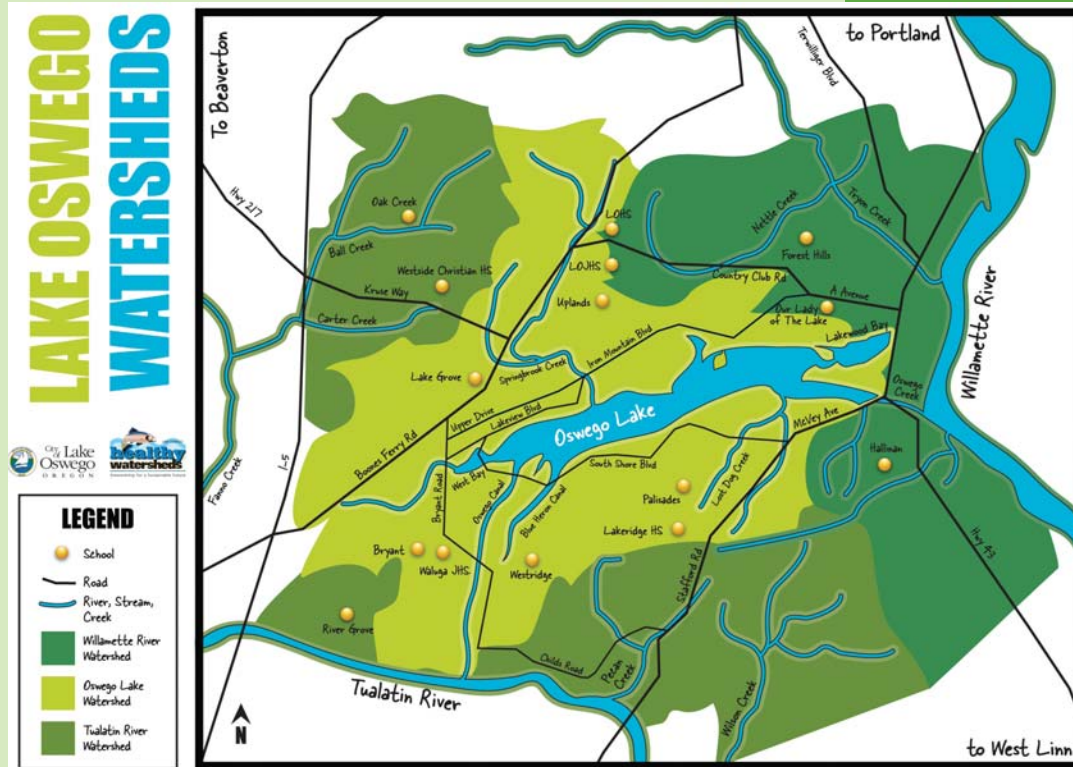 LAKE OSWEGO
WATERSHEDS
City of
Lake
Oswego
OREGON
healthy
watersheds
LEGEND
School
Road
River, Stream,
Creek
Willamette River
Watershed
Oswego Lake
Watershed
Tualatin River
Watershed
To Beaverton
to Portland
Terwilliger Blvd
Hwy 217
Oak Creek
Ball Creek
Westside Christian HS
Kruse Way
Carter Creek
Fanno Creek
I-5
LOHS
LOJHS
Uplands
Nettle Creek
Tryon Creek
Forest Hills
Country Club Rd
A Avenue
Our Lady
of The Lake
Lakewood Bay
Willamette River
Iron Mountain Blvd
Springbrook Creek
Lake Grove
Upper Drive
Lakeview Blvd
Boones Ferry Rd
Oswego Lake
Oswego
Creek
McVey Ave
Hallinan
West Bay
South Shore Blvd
Bryant Road
Oswego Canal
Blue Heron Canal
Lost Dog Creek
Palisades
Lakeridge HS
Bryant
Waluga JHS
Westridge
Stafford Rd
Hwy 43
River Grove
Childs Road
Pecan
Creek
Wilson Creek
Tualatin River
N
to West Linn